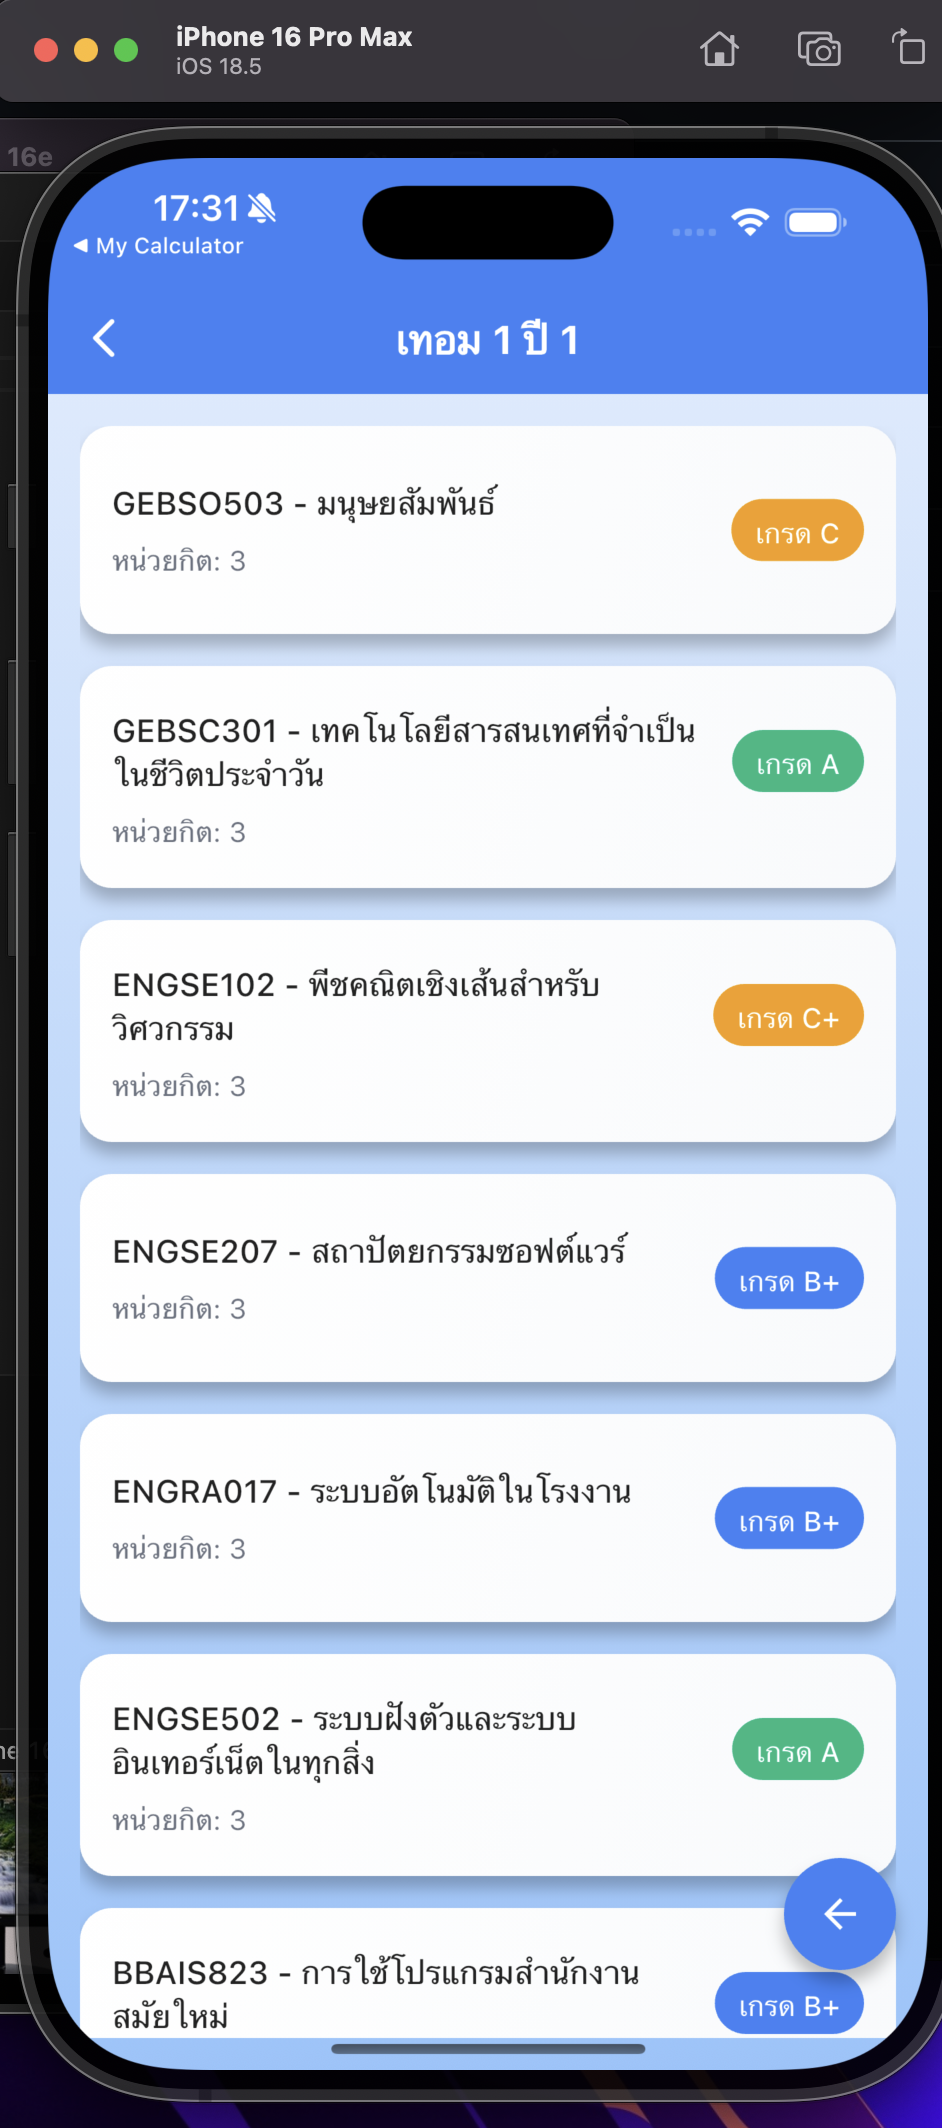 iPhone 16 Pro Max
iOS 18.5
16e
17:31
◀ My Calculator
เทอม 1 ปี 1
GEBSO503 - มนุษยสัมพันธ์
หน่วยกิต: 3
เกรด C
GEBSC301 - เทคโนโลยีสารสนเทศที่จำเป็น
ในชีวิตประจำวัน
หน่วยกิต: 3
เกรด A
ENGSE102 - พีชคณิตเชิงเส้นสำหรับ
วิศวกรรม
หน่วยกิต: 3
เกรด C+
ENGSE207 - สถาปัตยกรรมซอฟต์แวร์
หน่วยกิต: 3
เกรด B+
ENGRA017 - ระบบอัตโนมัติในโรงงาน
หน่วยกิต: 3
เกรด B+
ENGSE502 - ระบบฝังตัวและระบบ
อินเทอร์เน็ตในทุกสิ่ง
หน่วยกิต: 3
เกรด A
BBAIS823 - การใช้โปรแกรมสำนักงาน
สมัยใหม่
เกรด B+